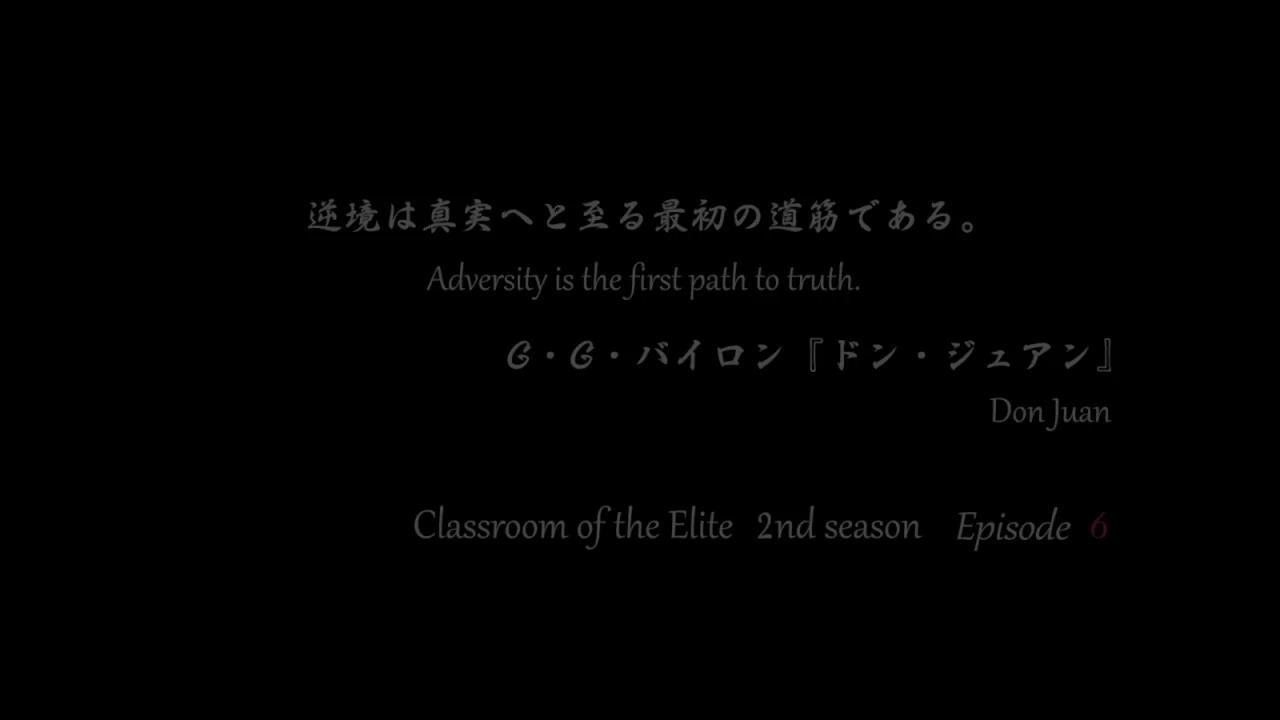 逆境は真実へと至る最初の道筋である。
Adversity is the first path to truth.
G・G・バイロン『ドン・ジュアン』
Don Juan
Classroom of the Elite 2nd season Episode 6